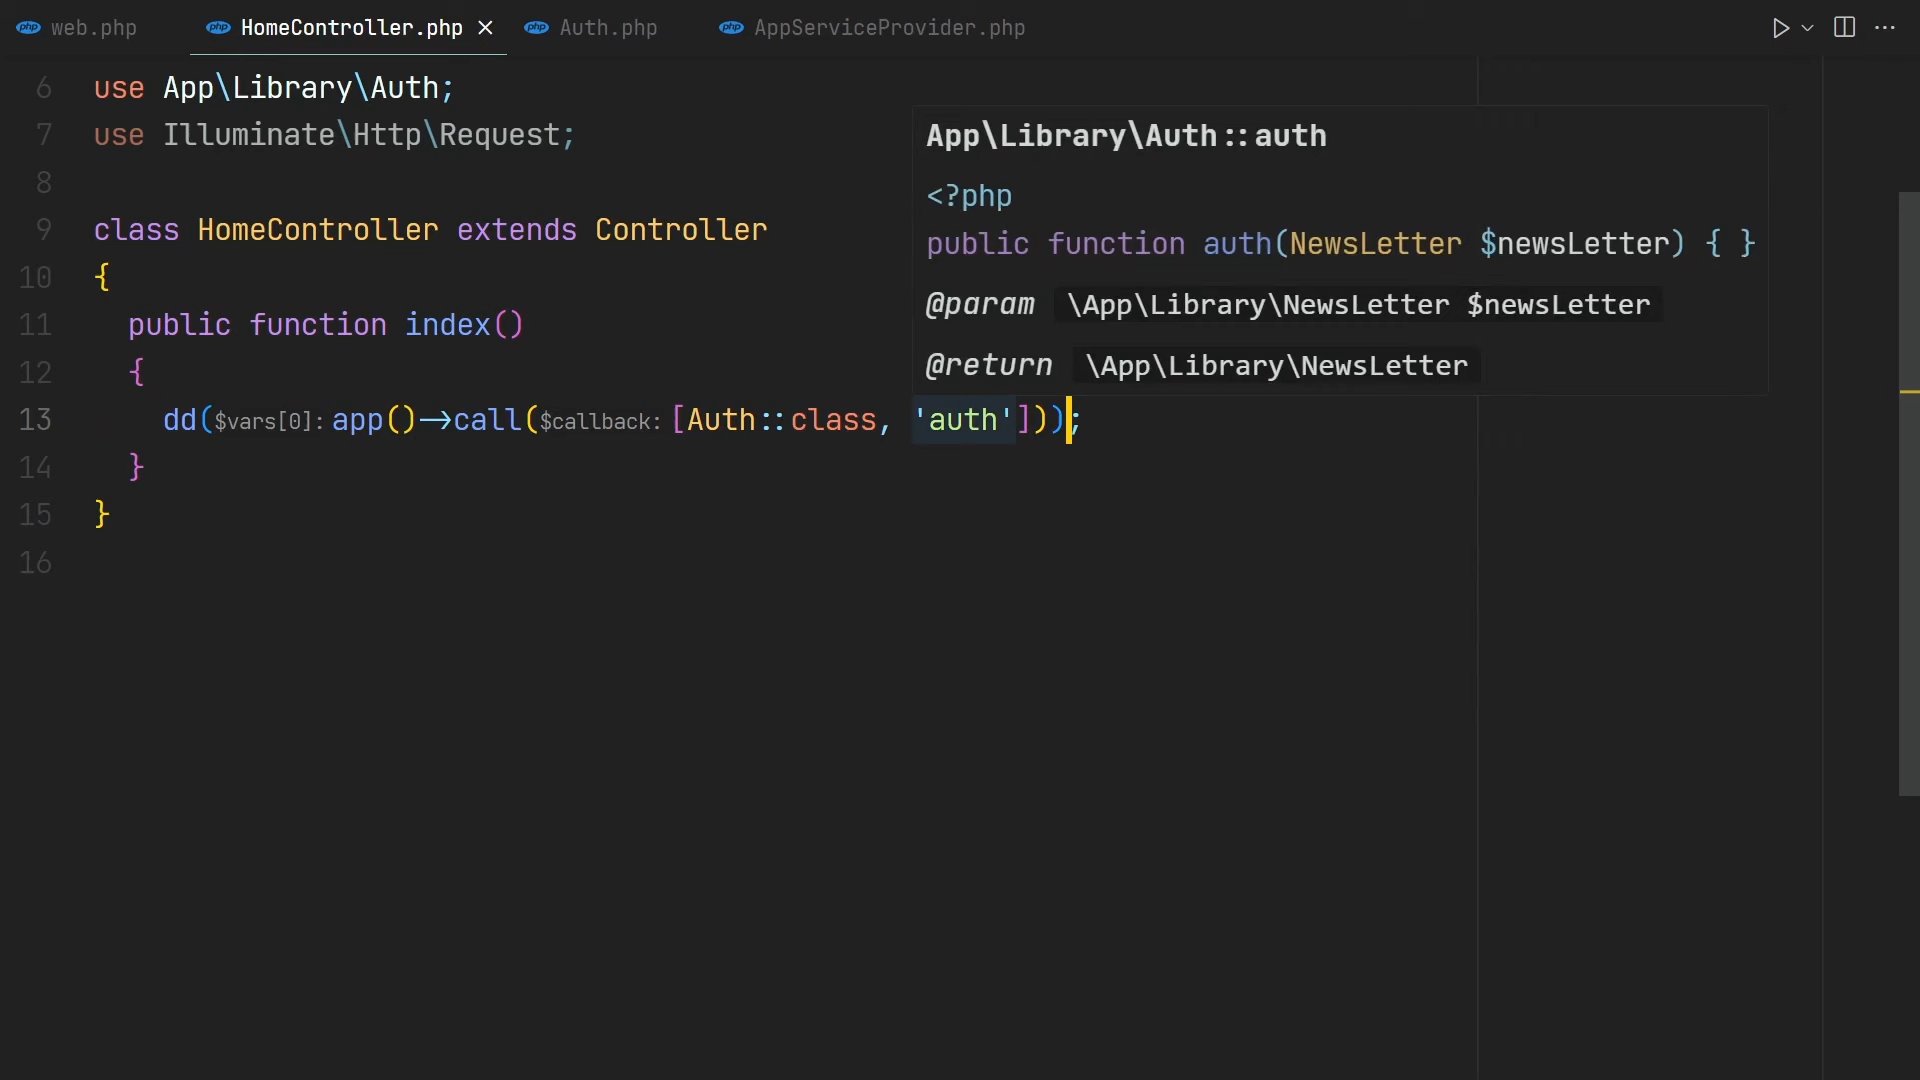 web.php
HomeController.php
Auth.php
AppServiceProvider.php
6 use App\Library\Auth;
7 use Illuminate\Http\Request;
8
9 class HomeController extends Controller
10 {
11 public function index()
12 {
13 dd($vars[0]: app()->call($callback: [Auth::class, 'auth']));
14 }
15 }
16
App\Library\Auth::auth
<?php
public function auth(NewsLetter $newsLetter) { }
@param \App\Library\NewsLetter $newsLetter
@return \App\Library\NewsLetter